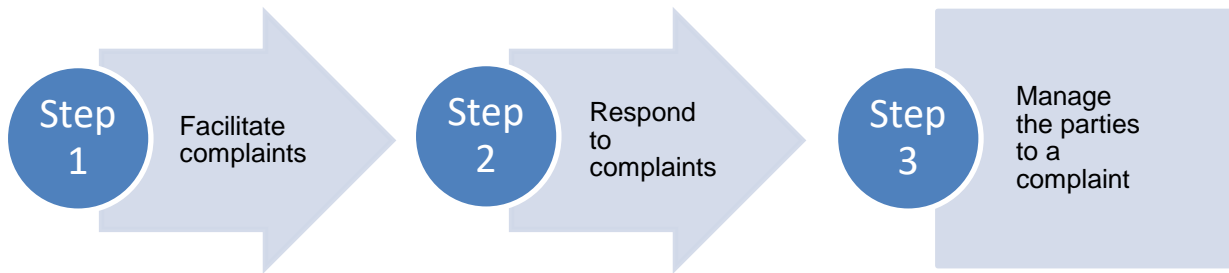 Step
1
Facilitate
complaints
Step
2
Respond
to
complaints
Step
3
Manage
the parties
to a
complaint